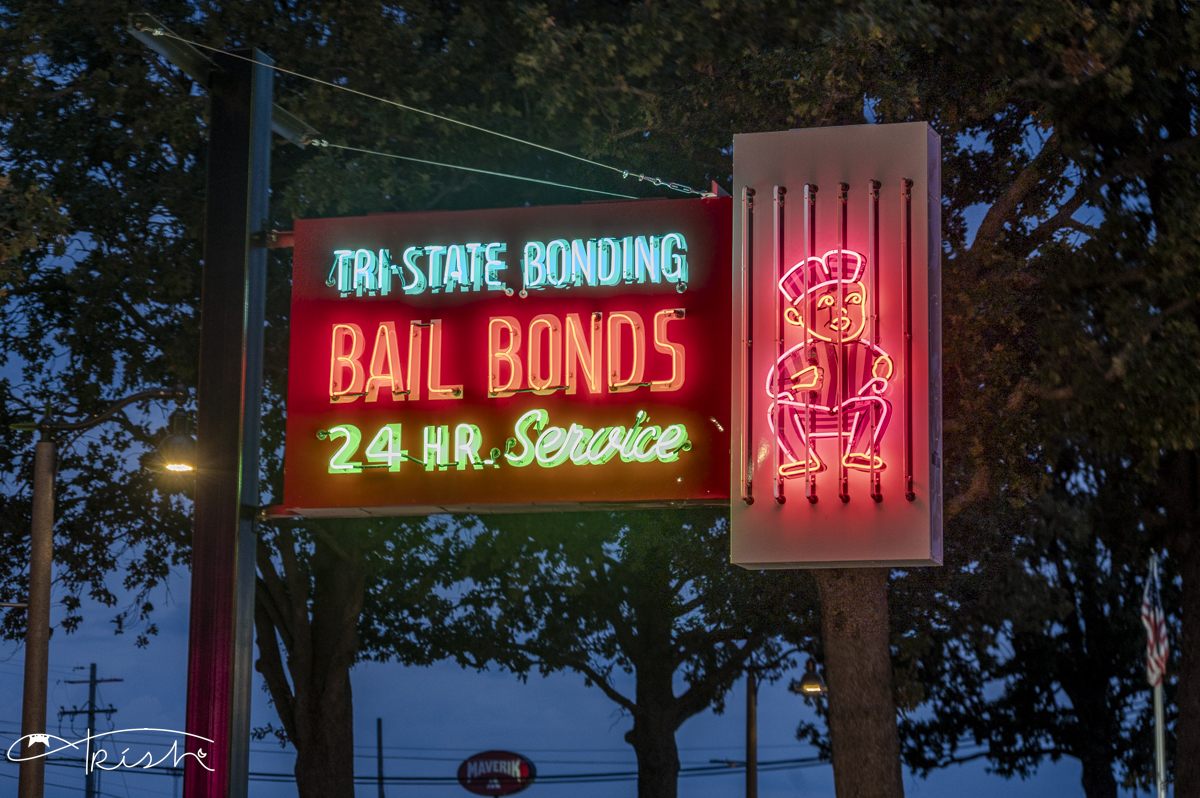 TRI-STATE BONDING
BAIL BONDS
24 HR. Service
MAVERIK
Trish